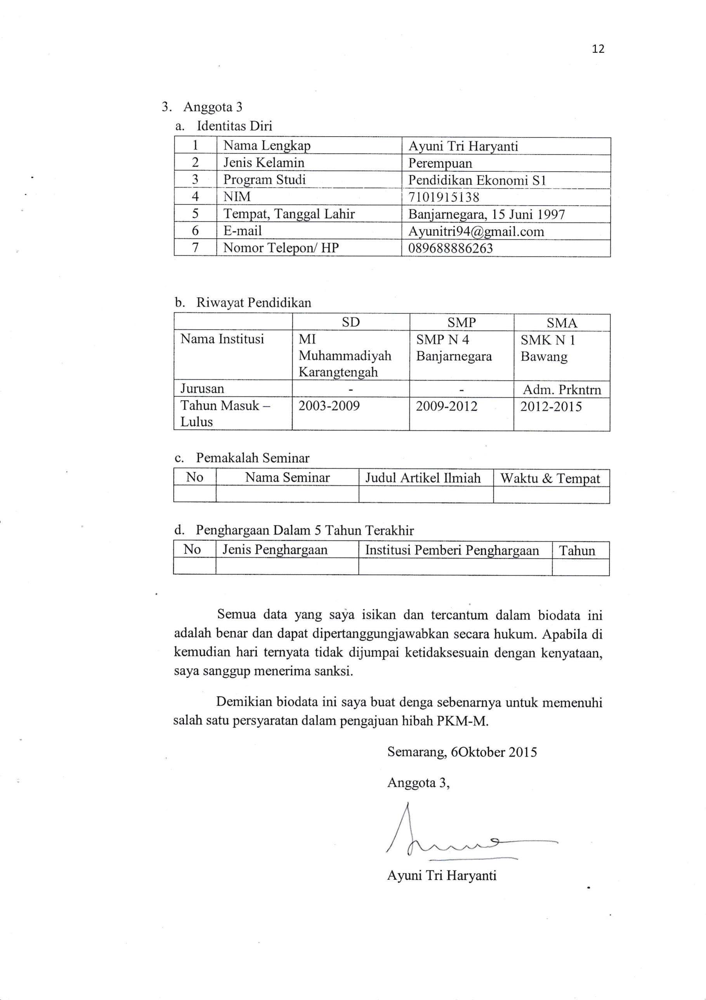 12
3. Anggota 3
a. Identitas Diri
1 Nama Lengkap Ayuni Tri Haryanti
2 Jenis Kelamin Perempuan
3 Program Studi Pendidikan Ekonomi S1
4 NIM 7101915138
5 Tempat, Tanggal Lahir Banjarnegara, 15 Juni 1997
6 E-mail Ayunitri94@gmail.com
7 Nomor Telepon/ HP 089688886263
b. Riwayat Pendidikan
SD SMP SMA
Nama Institusi MI SMP N 4 SMK N 1
Muhammadiyah Banjarnegara Bawang
Karangtengah
Jurusan - - Adm. Prkntrn
Tahun Masuk – 2003-2009 2009-2012 2012-2015
Lulus
c. Pemakalah Seminar
No Nama Seminar Judul Artikel Ilmiah Waktu & Tempat
d. Penghargaan Dalam 5 Tahun Terakhir
No Jenis Penghargaan Institusi Pemberi Penghargaan Tahun
Semua data yang saya isikan dan tercantum dalam biodata ini
adalah benar dan dapat dipertanggungjawabkan secara hukum. Apabila di
kemudian hari ternyata tidak dijumpai ketidaksesuain dengan kenyataan,
saya sanggup menerima sanksi.
Demikian biodata ini saya buat denga sebenarnya untuk memenuhi
salah satu persyaratan dalam pengajuan hibah PKM-M.
Semarang, 6Oktober 2015
Anggota 3,
Ayuni Tri Haryanti